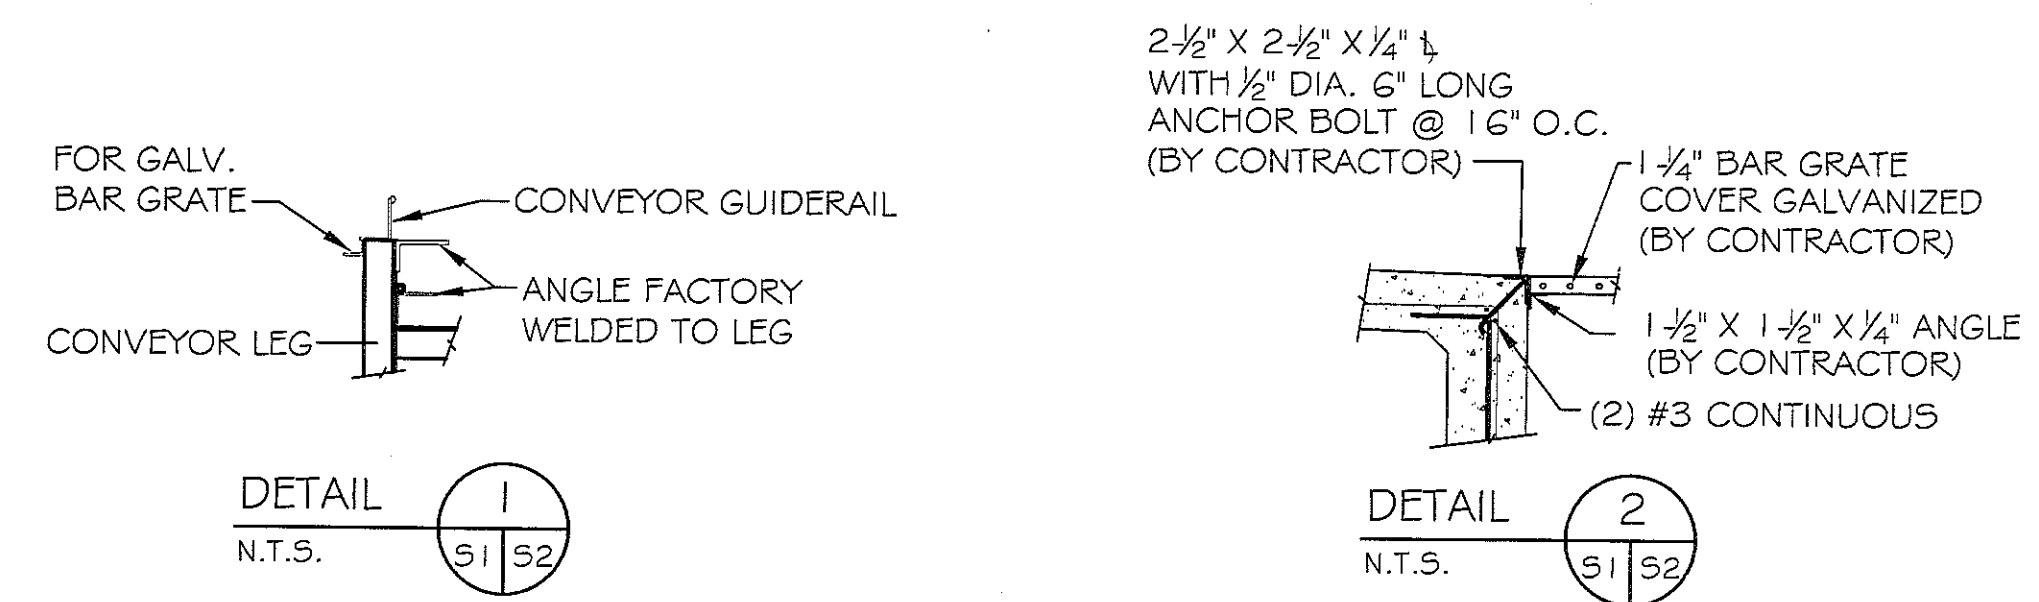 FOR GALV.
BAR GRATE
CONVEYOR GUIDERAIL
ANGLE FACTORY
WELDED TO LEG
CONVEYOR LEG
DETAIL
1
N.T.S.
S1 S2
2-1/2" X 2-1/2" X 1/4" ∠
WITH 1/2" DIA. 6" LONG
ANCHOR BOLT @ 16" O.C.
(BY CONTRACTOR)
1-1/4" BAR GRATE
COVER GALVANIZED
(BY CONTRACTOR)
1-1/2" X 1-1/2" X 1/4" ANGLE
(BY CONTRACTOR)
(2) #3 CONTINUOUS
DETAIL
2
N.T.S.
S1 S2